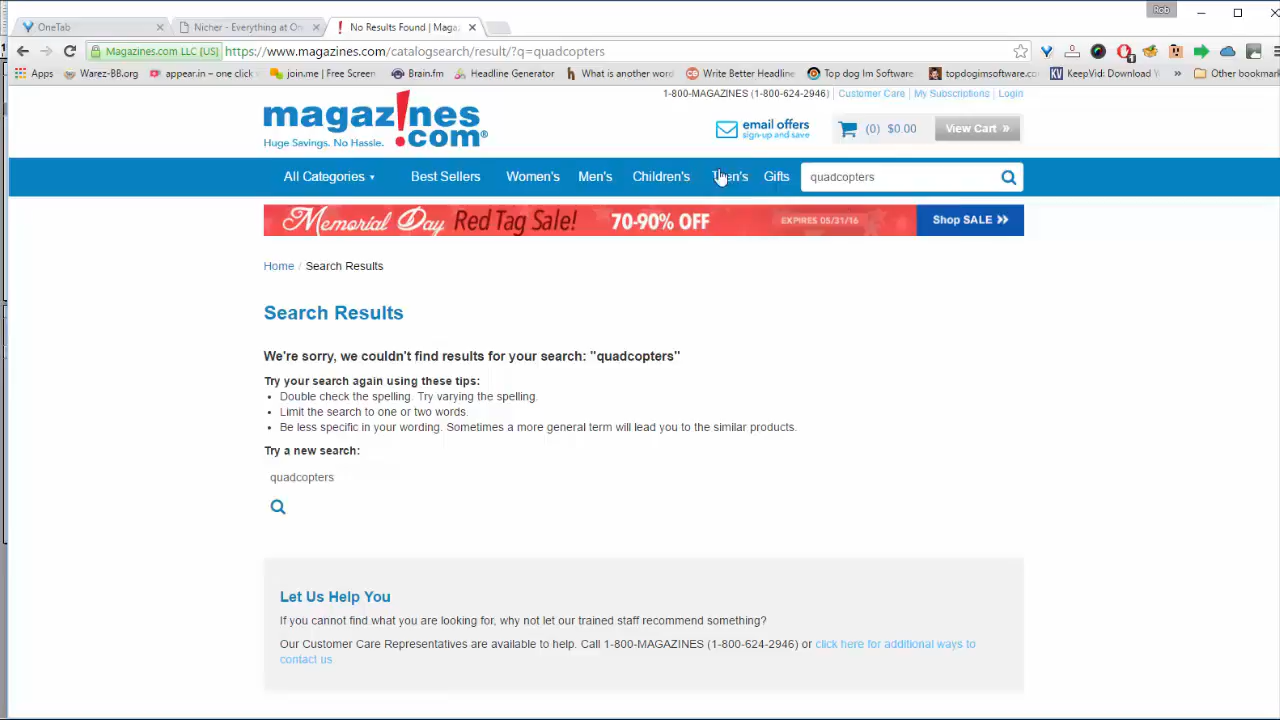 Rob
OneTab
Nicher - Everything at On
No Results Found | Maga
Magazines.com LLC [US] https://www.magazines.com/catalogsearch/result/?q=quadcopters
Apps Warez-BB.org appear.in – one click join.me | Free Screen Brain.fm Headline Generator What is another word Write Better Headline Top dog Im Software topdogimsoftware.co KeepVid: Download » Other bookmark
1-800-MAGAZINES (1-800-624-2946) | Customer Care | My Subscriptions | Login
magaz!nes.com
Huge Savings. No Hassle.
email offers
sign-up and save
(0) $0.00 View Cart »
All Categories ▾ Best Sellers Women's Men's Children's Gifts quadcopters
Memorial Day Red Tag Sale! 70-90% OFF EXPIRES 05/31/16 Shop SALE »
Home / Search Results
Search Results
We're sorry, we couldn't find results for your search: "quadcopters"
Try your search again using these tips:
• Double check the spelling. Try varying the spelling.
• Limit the search to one or two words.
• Be less specific in your wording. Sometimes a more general term will lead you to the similar products.
Try a new search:
quadcopters
Let Us Help You
If you cannot find what you are looking for, why not let our trained staff recommend something?
Our Customer Care Representatives are available to help. Call 1-800-MAGAZINES (1-800-624-2946) or click here for additional ways to
contact us